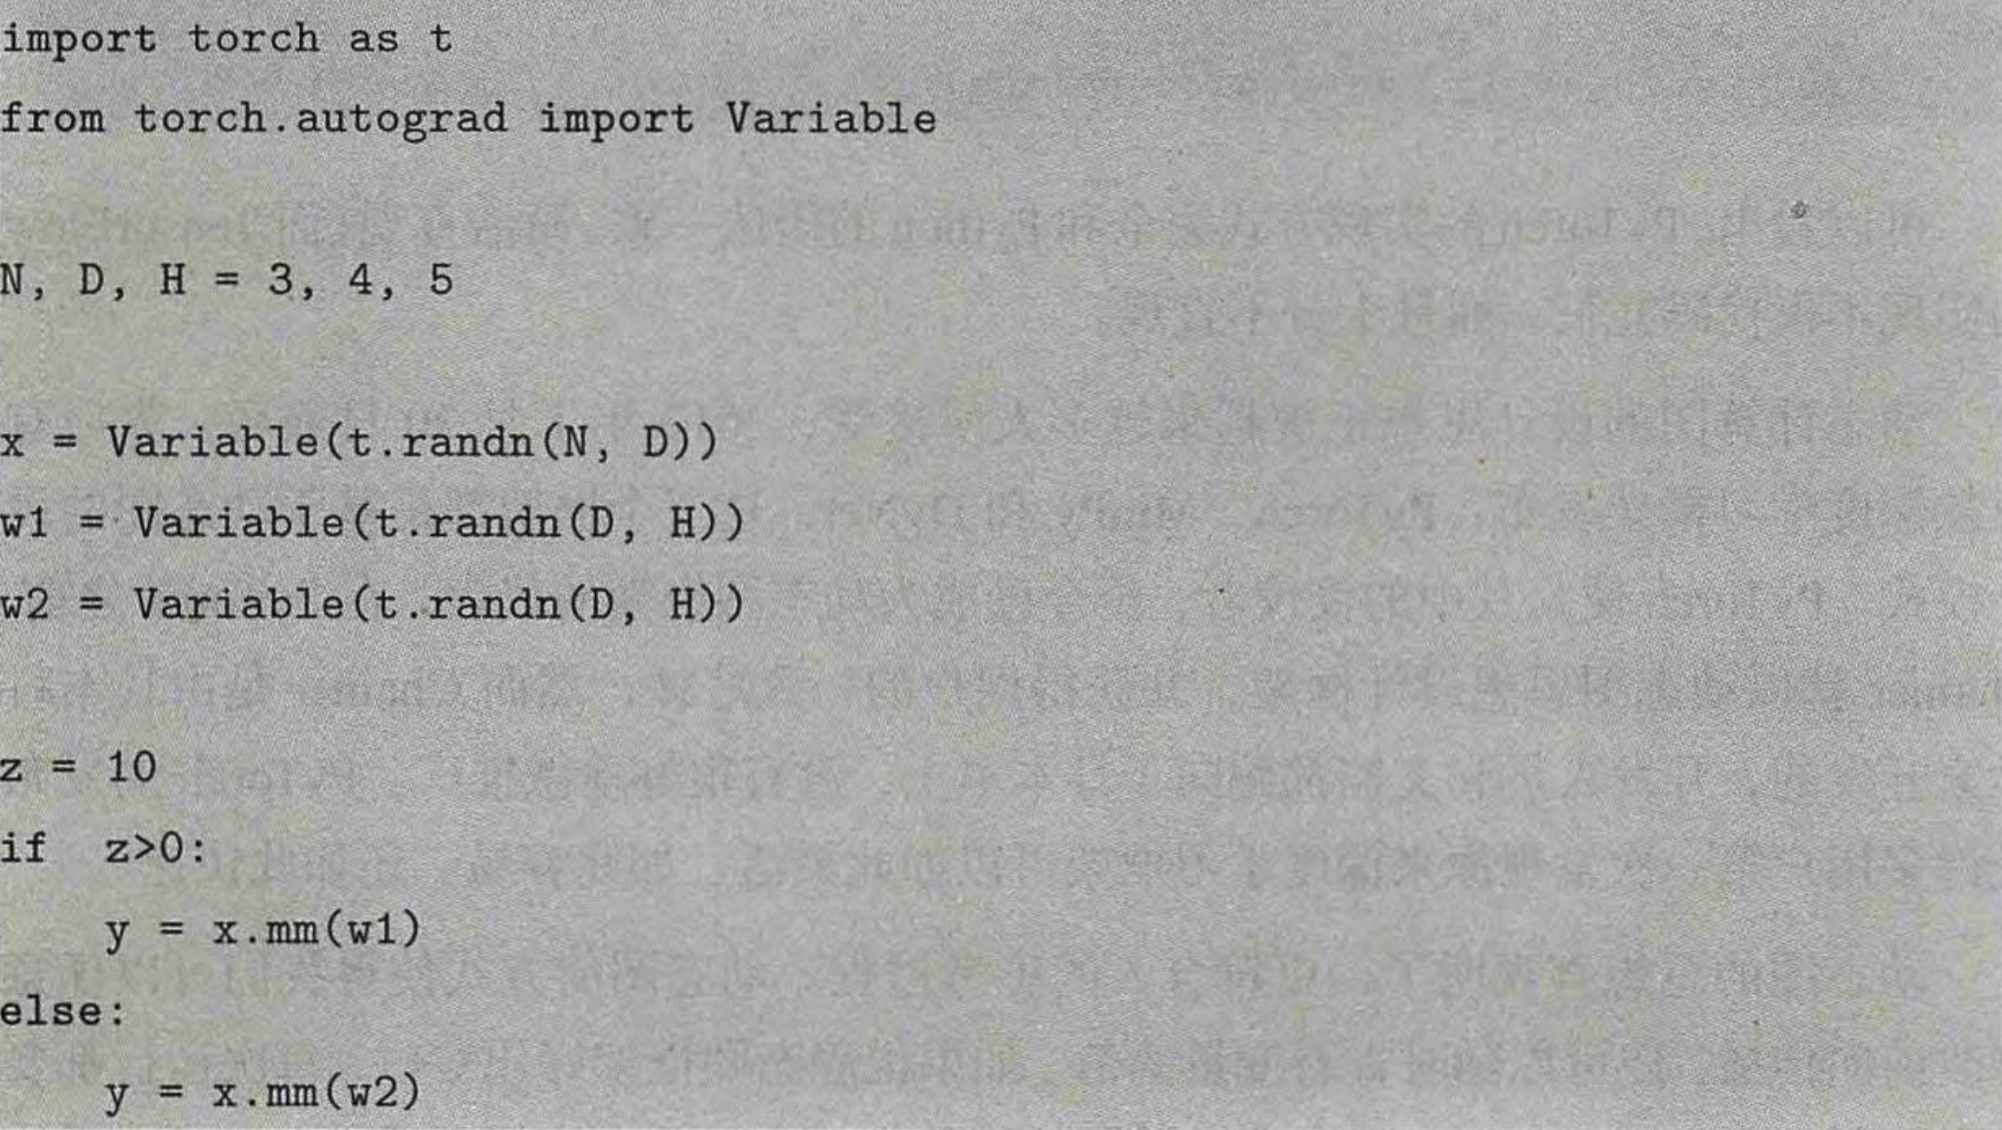 import torch as t
from torch.autograd import Variable
N, D, H = 3, 4, 5
x = Variable(t.randn(N, D))
w1 = Variable(t.randn(D, H))
w2 = Variable(t.randn(D, H))
z = 10
if  z>0:
    y = x.mm(w1)
else:
    y = x.mm(w2)